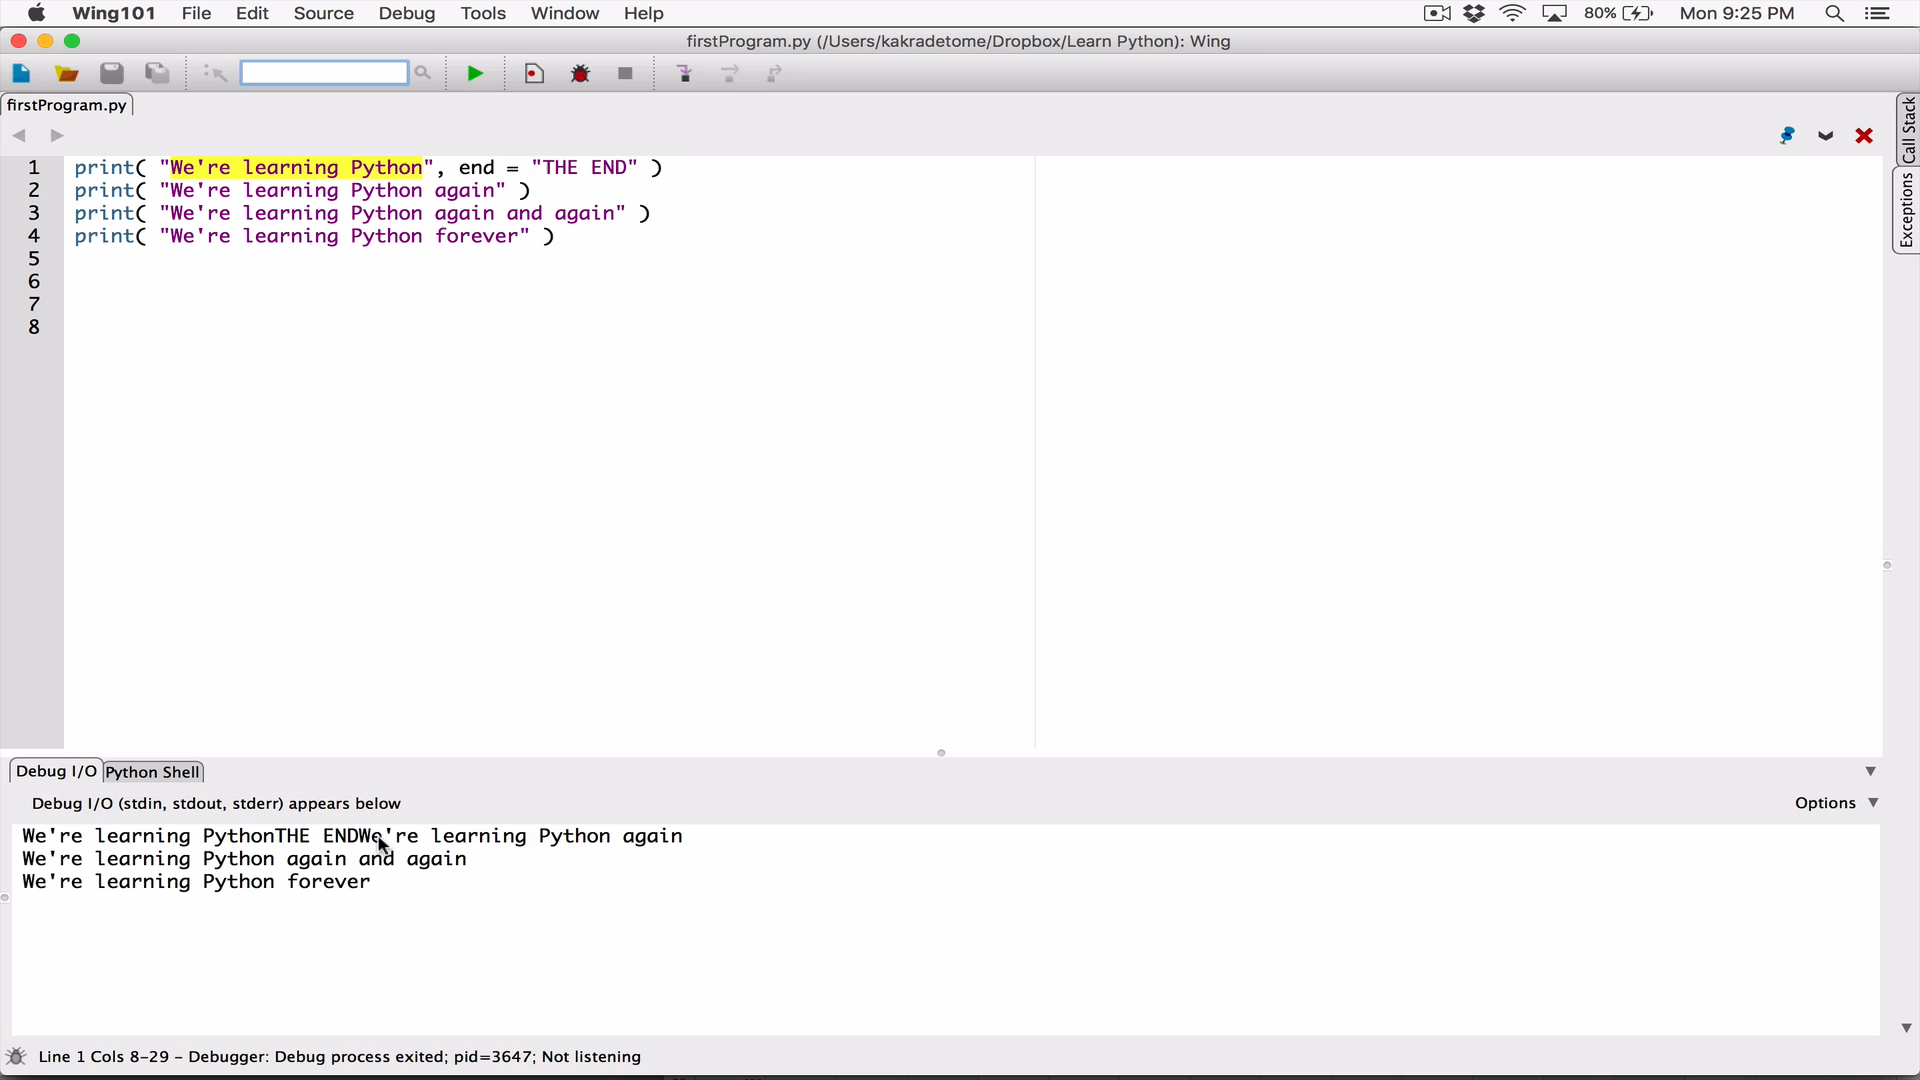 Wing101 File Edit Source Debug Tools Window Help 80% Mon 9:25 PM
firstProgram.py (/Users/kakradetome/Dropbox/Learn Python): Wing
firstProgram.py
Call Stack
Exceptions
1 print( "We're learning Python", end = "THE END" )
2 print( "We're learning Python again" )
3 print( "We're learning Python again and again" )
4 print( "We're learning Python forever" )
5
6
7
8
Debug I/O Python Shell
Debug I/O (stdin, stdout, stderr) appears below Options
We're learning PythonTHE ENDWe're learning Python again
We're learning Python again and again
We're learning Python forever
Line 1 Cols 8-29 – Debugger: Debug process exited; pid=3647; Not listening